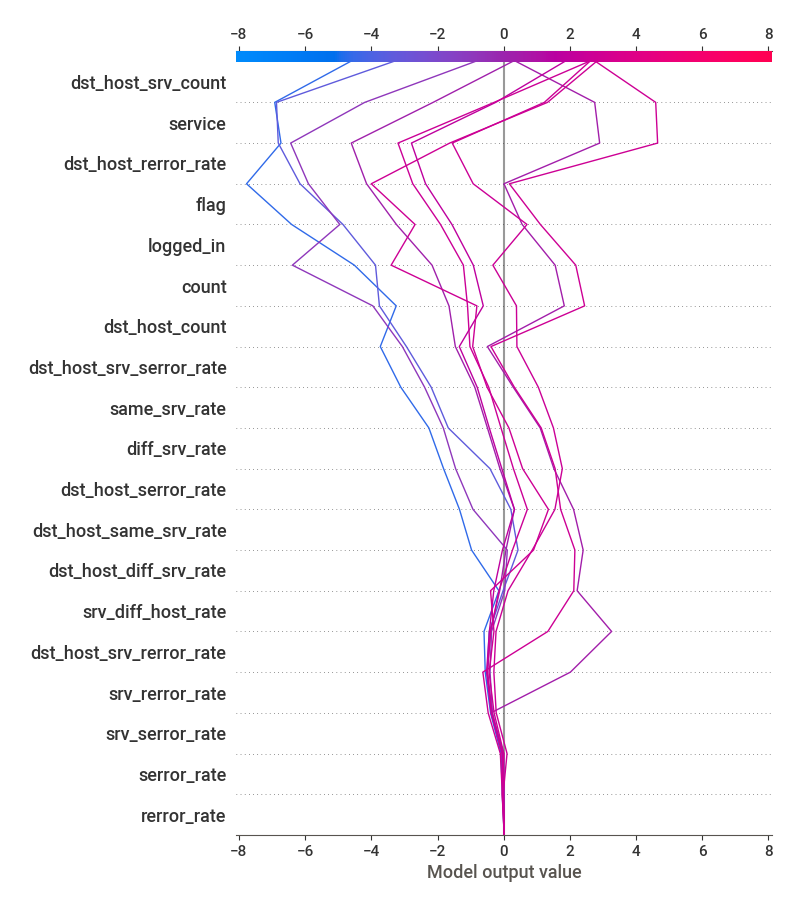 −8 −6 −4 −2 0 2 4 6 8
dst_host_srv_count
service
dst_host_rerror_rate
flag
logged_in
count
dst_host_count
dst_host_srv_serror_rate
same_srv_rate
diff_srv_rate
dst_host_serror_rate
dst_host_same_srv_rate
dst_host_diff_srv_rate
srv_diff_host_rate
dst_host_srv_rerror_rate
srv_rerror_rate
srv_serror_rate
serror_rate
rerror_rate
−8 −6 −4 −2 0 2 4 6 8
Model output value